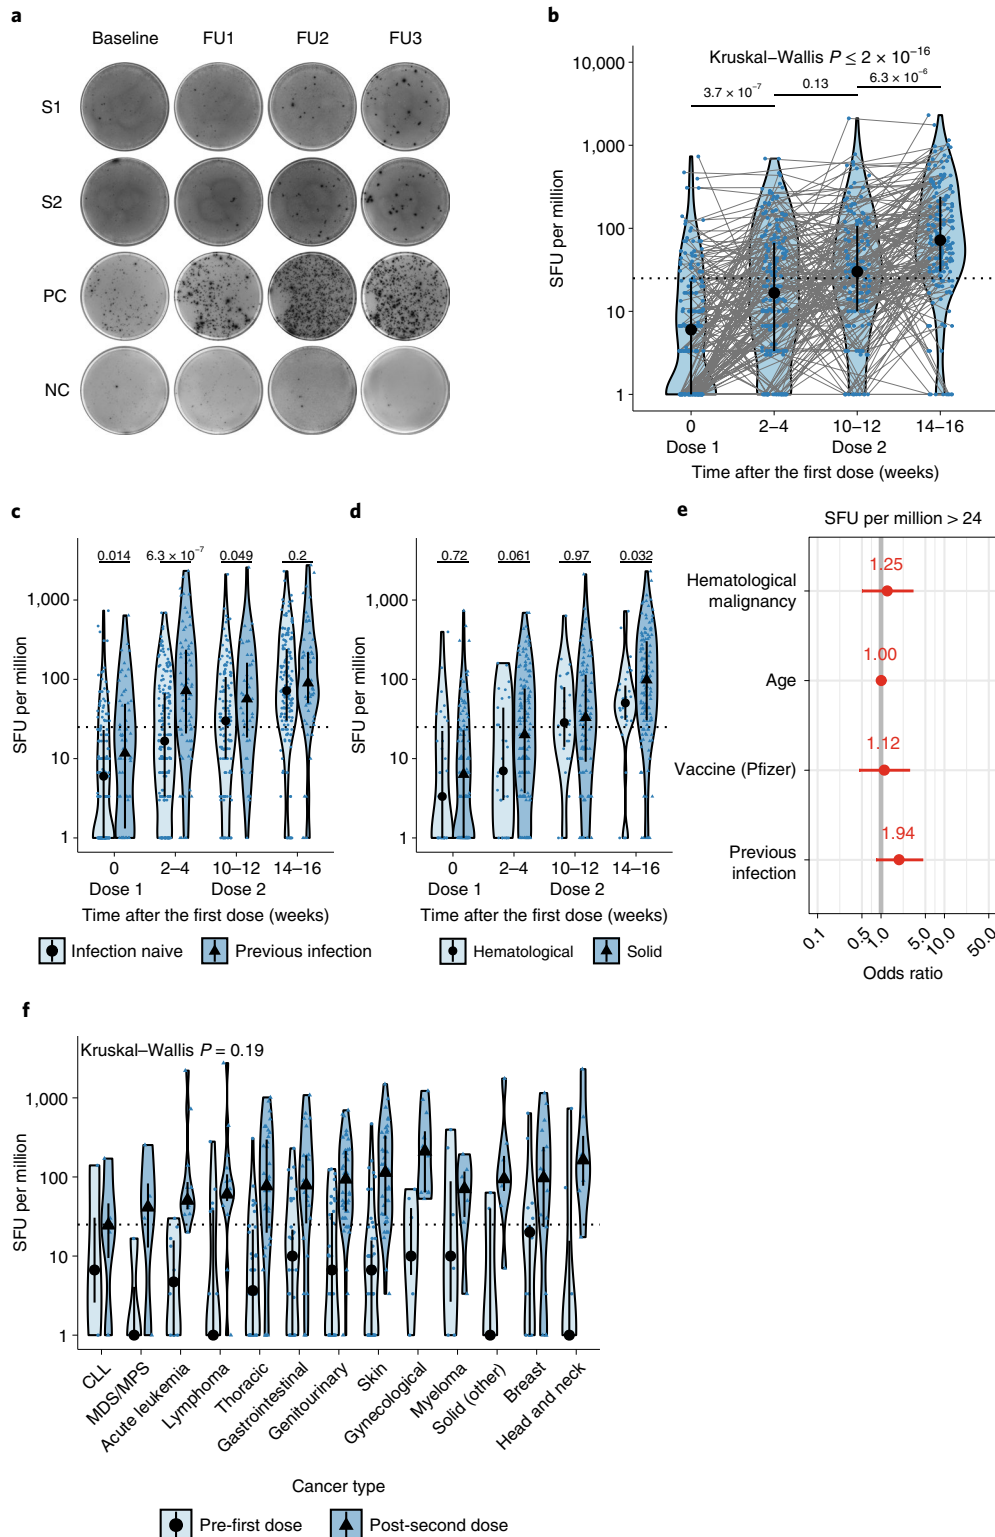 a
Baseline FU1 FU2 FU3
S1
S2
PC
NC
b
Kruskal–Wallis P ≤ 2 × 10−16
3.7 × 10−7 0.13 6.3 × 10−6
10,000
1,000
100
10
1
SFU per million
0 2–4 10–12 14–16
Dose 1 Dose 2
Time after the first dose (weeks)
c
0.014 6.3 × 10−7 0.049 0.2
1,000
100
10
1
SFU per million
0 2–4 10–12 14–16
Dose 1 Dose 2
Time after the first dose (weeks)
Infection naive Previous infection
d
0.72 0.061 0.97 0.032
1,000
100
10
1
SFU per million
0 2–4 10–12 14–16
Dose 1 Dose 2
Time after the first dose (weeks)
Hematological Solid
e
SFU per million > 24
Hematological
malignancy
1.25
Age
1.00
Vaccine (Pfizer)
1.12
Previous
infection
1.94
0.1 0.5 1.0 5.0 10.0 50.0
Odds ratio
f
Kruskal–Wallis P = 0.19
1,000
100
10
1
SFU per million
CLL
MDS/MPS
Acute leukemia
Lymphoma
Thoracic
Gastrointestinal
Genitourinary
Skin
Gynecological
Myeloma
Solid (other)
Breast
Head and neck
Cancer type
Pre-first dose Post-second dose